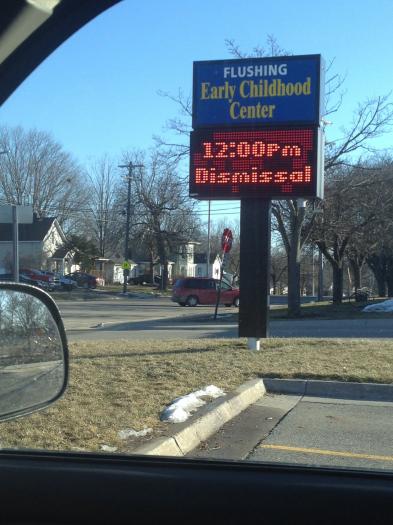 FLUSHING
Early Childhood
Center
12:00pm
Dismissal